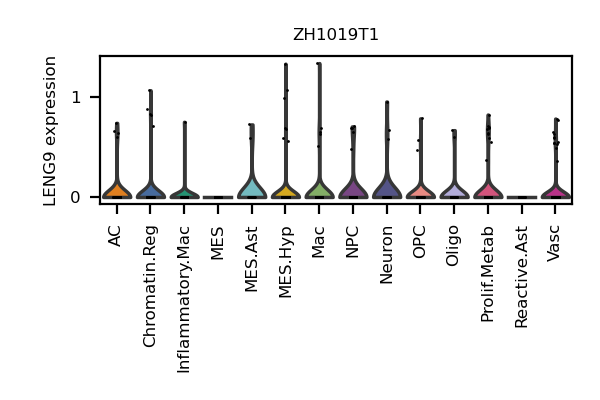 ZH1019T1
LENG9 expression
1
0
AC
Chromatin.Reg
Inflammatory.Mac
MES
MES.Ast
MES.Hyp
Mac
NPC
Neuron
OPC
Oligo
Prolif.Metab
Reactive.Ast
Vasc